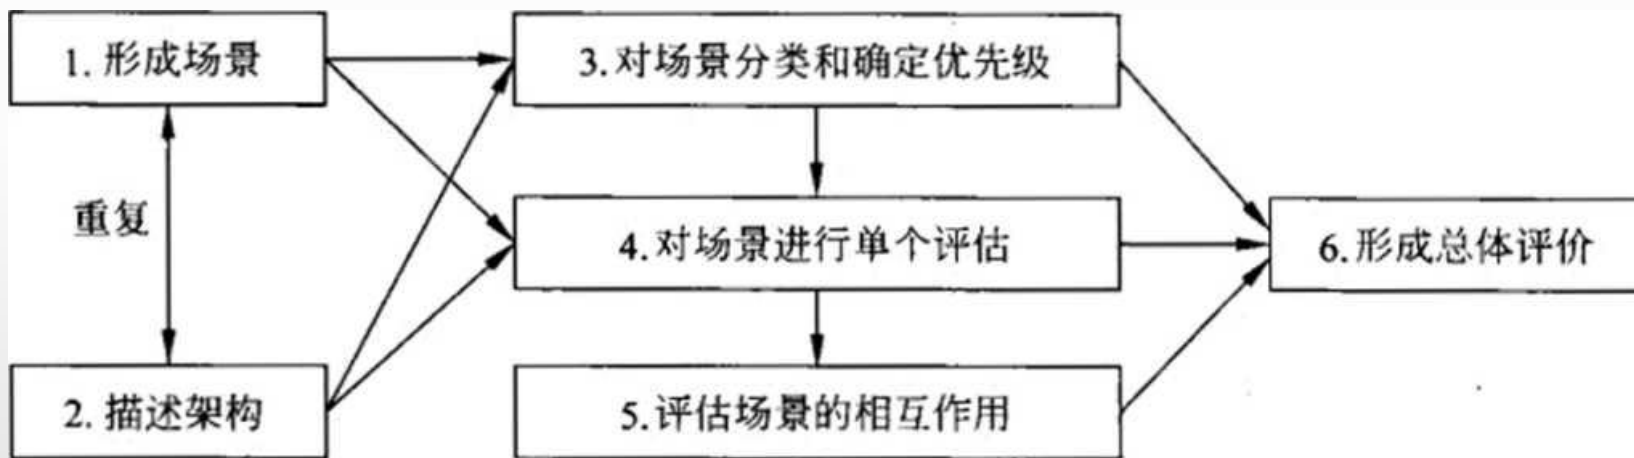 1. 形成场景
3. 对场景分类和确定优先级
重复
4. 对场景进行单个评估
6. 形成总体评价
2. 描述架构
5. 评估场景的相互作用